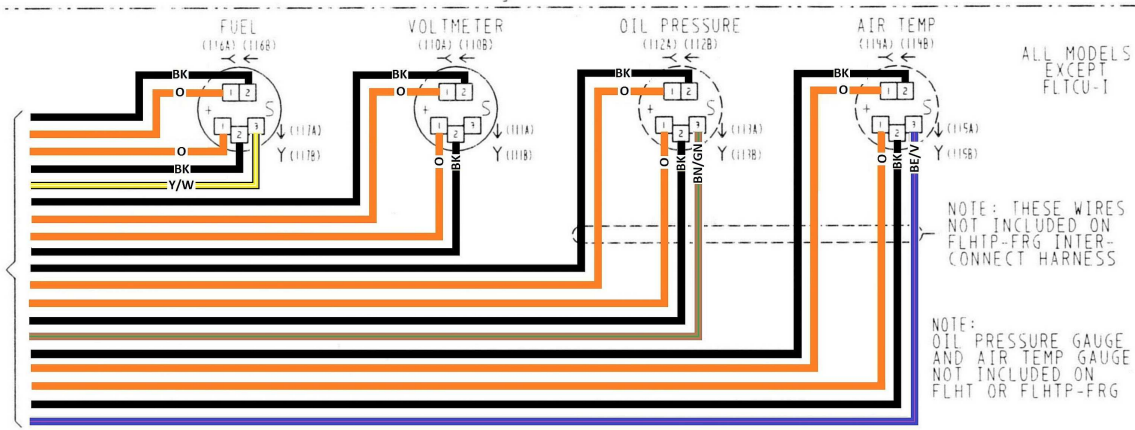 FUEL
(116A) (116B)
VOLTMETER
(110A) (110B)
OIL PRESSURE
(112A) (112B)
AIR TEMP
(114A) (114B)
ALL MODELS
EXCEPT
FLTCU-I
BK
O
1 2
+ S
1 2 3
(117A)
Y (117B)
O
BK
Y/W
BK
O
1 2
+ S
1 2 3
(111A)
Y (111B)
O
BK
BK
O
1 2
+ S
1 2 3
(113A)
Y (113B)
O
BK
BN/GN
BK
O
1 2
+ S
1 2 3
(115A)
Y (115B)
O
BK
BE/V
NOTE: THESE WIRES
NOT INCLUDED ON
FLHTP-FRG INTER-
CONNECT HARNESS
NOTE:
OIL PRESSURE GAUGE
AND AIR TEMP GAUGE
NOT INCLUDED ON
FLHT OR FLHTP-FRG